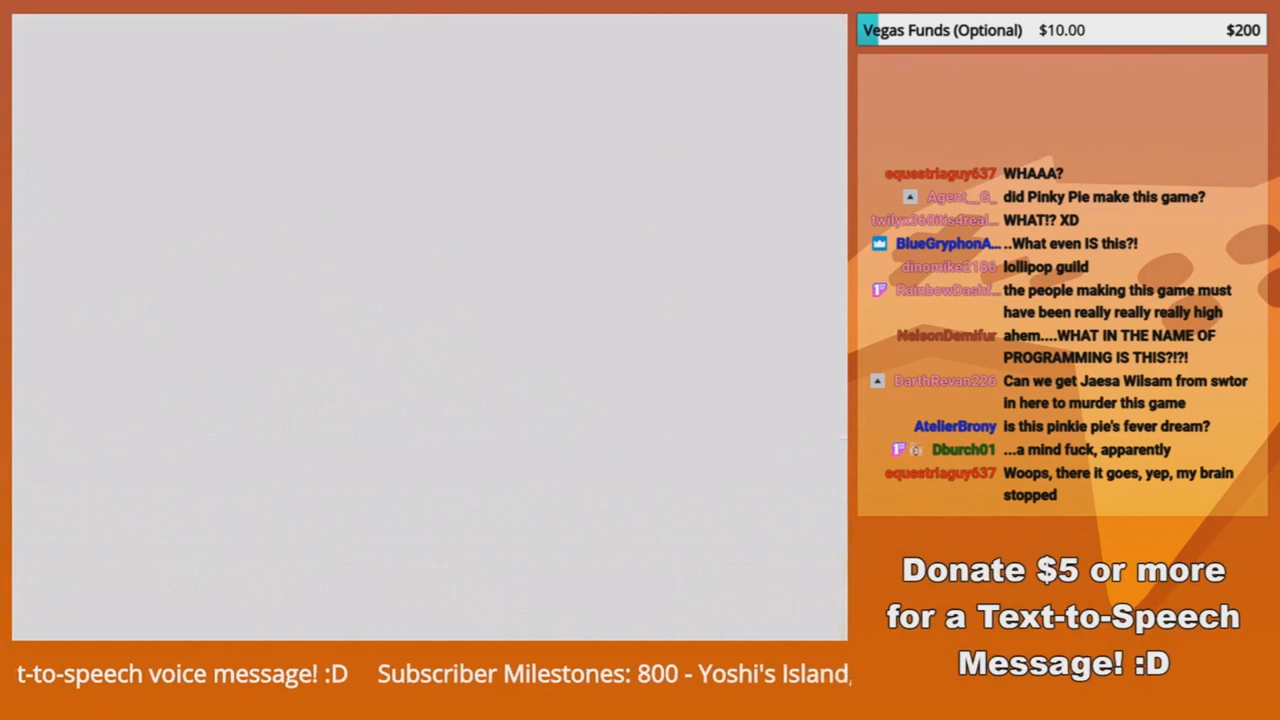 Vegas Funds (Optional) $10.00 $200
equestriaguy637 WHAAA?
Agent__G_ did Pinky Pie make this game?
twilyx360itis4real... WHAT!? XD
BlueGryphonA... ..What even IS this?!
dinomike2186 lollipop guild
RainbowDashf... the people making this game must
have been really really really high
NelsonDemifur ahem....WHAT IN THE NAME OF
PROGRAMMING IS THIS?!?!
DarthRevan226 Can we get Jaesa Wilsam from swtor
in here to murder this game
AtelierBrony is this pinkie pie's fever dream?
Dburch01 ...a mind fuck, apparently
equestriaguy637 Woops, there it goes, yep, my brain
stopped
Donate $5 or more
for a Text-to-Speech
Message! :D
t-to-speech voice message! :D Subscriber Milestones: 800 - Yoshi's Island,